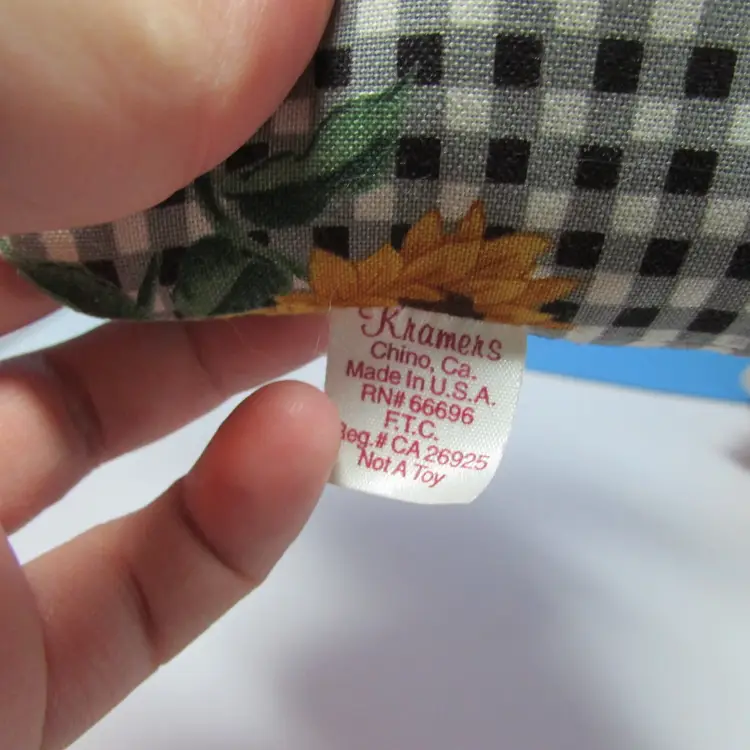 Kramers
Chino, Ca.
Made In U.S.A.
RN# 66696
F.T.C.
Reg.# CA 26925
Not A Toy